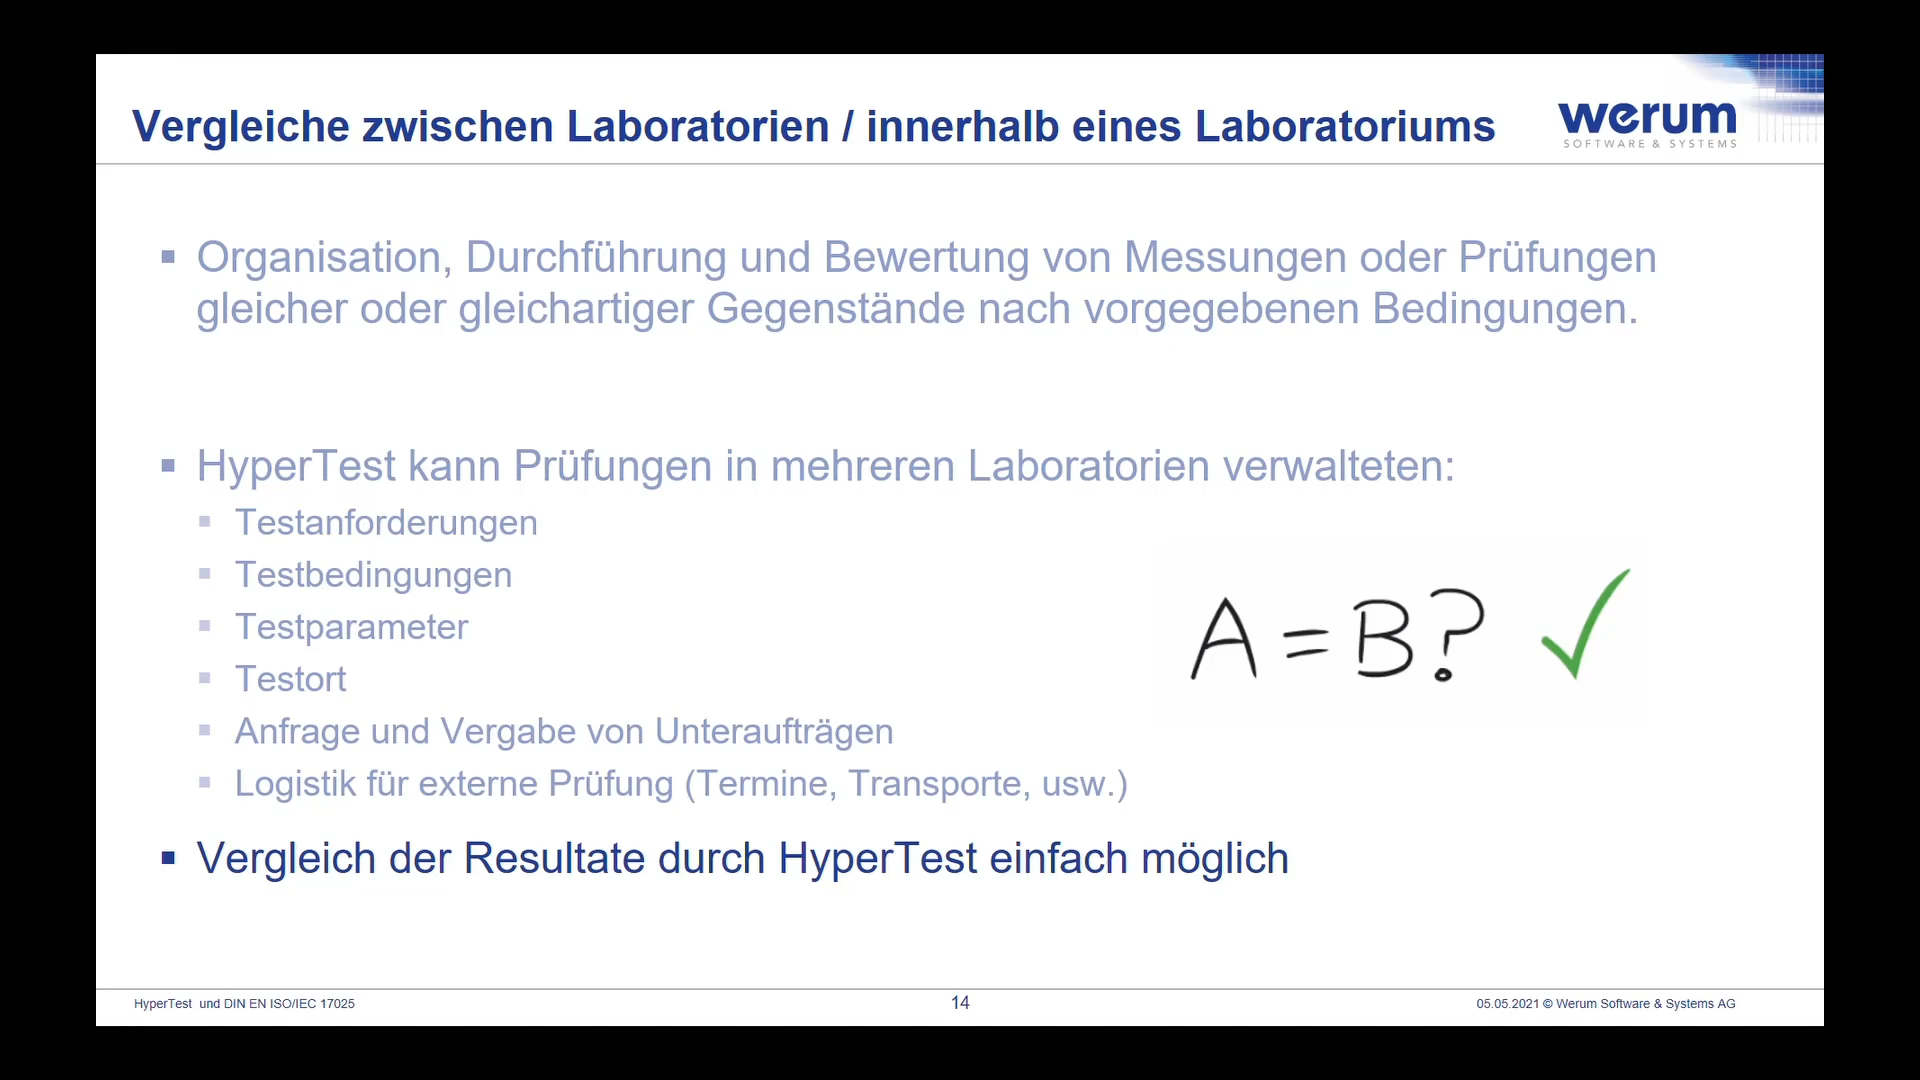 Vergleiche zwischen Laboratorien / innerhalb eines Laboratoriums
werum
SOFTWARE & SYSTEMS
Organisation, Durchführung und Bewertung von Messungen oder Prüfungen
gleicher oder gleichartiger Gegenstände nach vorgegebenen Bedingungen.
HyperTest kann Prüfungen in mehreren Laboratorien verwalteten:
Testanforderungen
Testbedingungen
Testparameter
Testort
Anfrage und Vergabe von Unteraufträgen
Logistik für externe Prüfung (Termine, Transporte, usw.)
A = B?
Vergleich der Resultate durch HyperTest einfach möglich
HyperTest und DIN EN ISO/IEC 17025
14
05.05.2021 © Werum Software & Systems AG